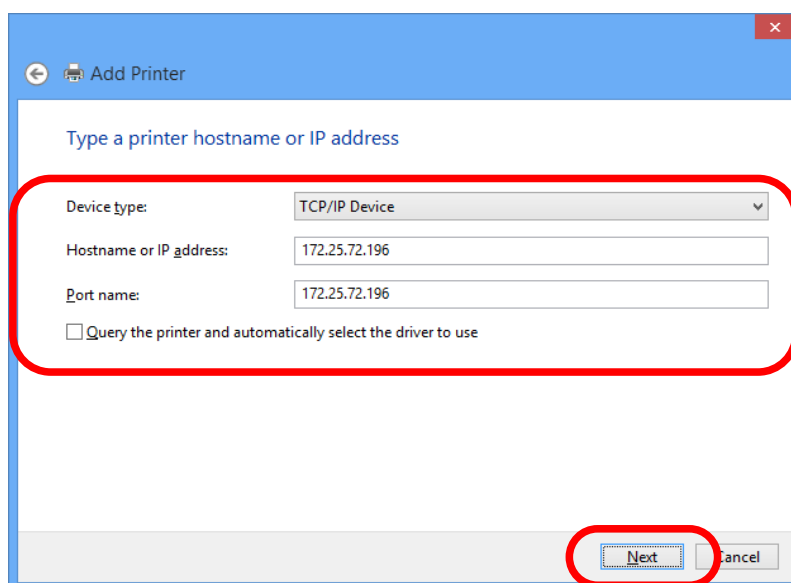 Add Printer
Type a printer hostname or IP address
Device type: TCP/IP Device
Hostname or IP address: 172.25.72.196
Port name: 172.25.72.196
Query the printer and automatically select the driver to use
Next Cancel